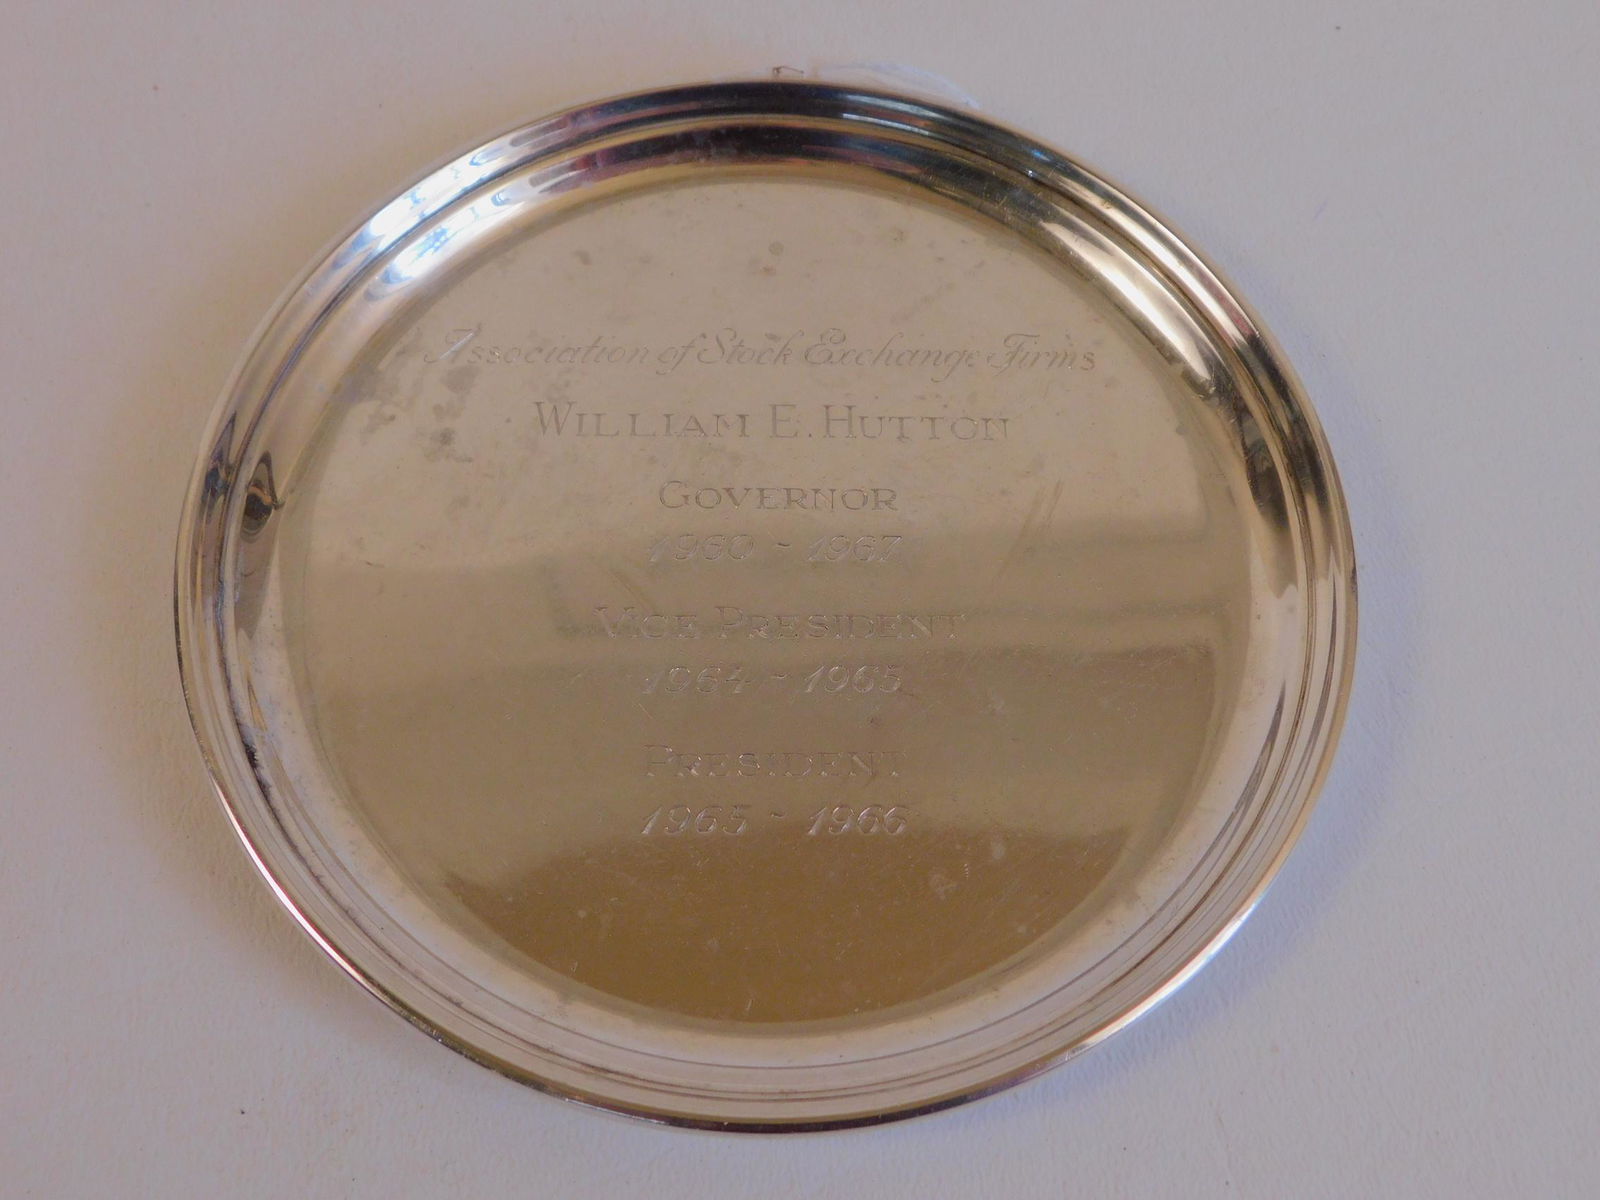 Association of Stock Exchange Firms
WILLIAM E. HUTTON
GOVERNOR
1960 ~ 1967
VICE PRESIDENT
1964 ~ 1965
PRESIDENT
1965 ~ 1966